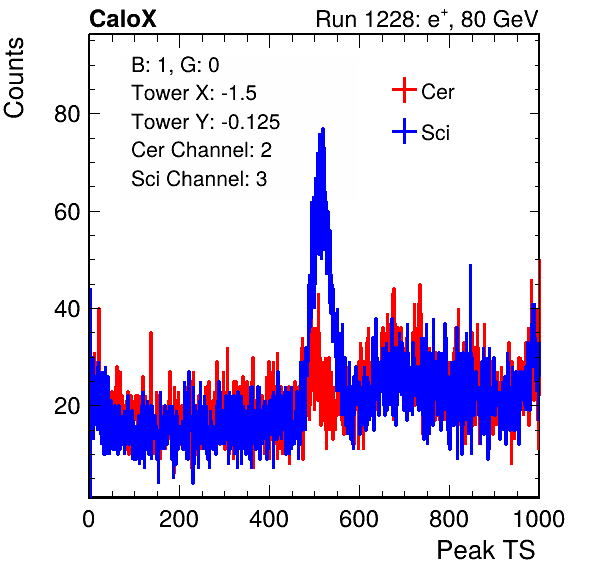 CaloX
Run 1228: e+, 80 GeV
Counts
B: 1, G: 0
Tower X: -1.5
Tower Y: -0.125
Cer Channel: 2
Sci Channel: 3
Cer
Sci
80
60
40
20
0 200 400 600 800 1000
Peak TS